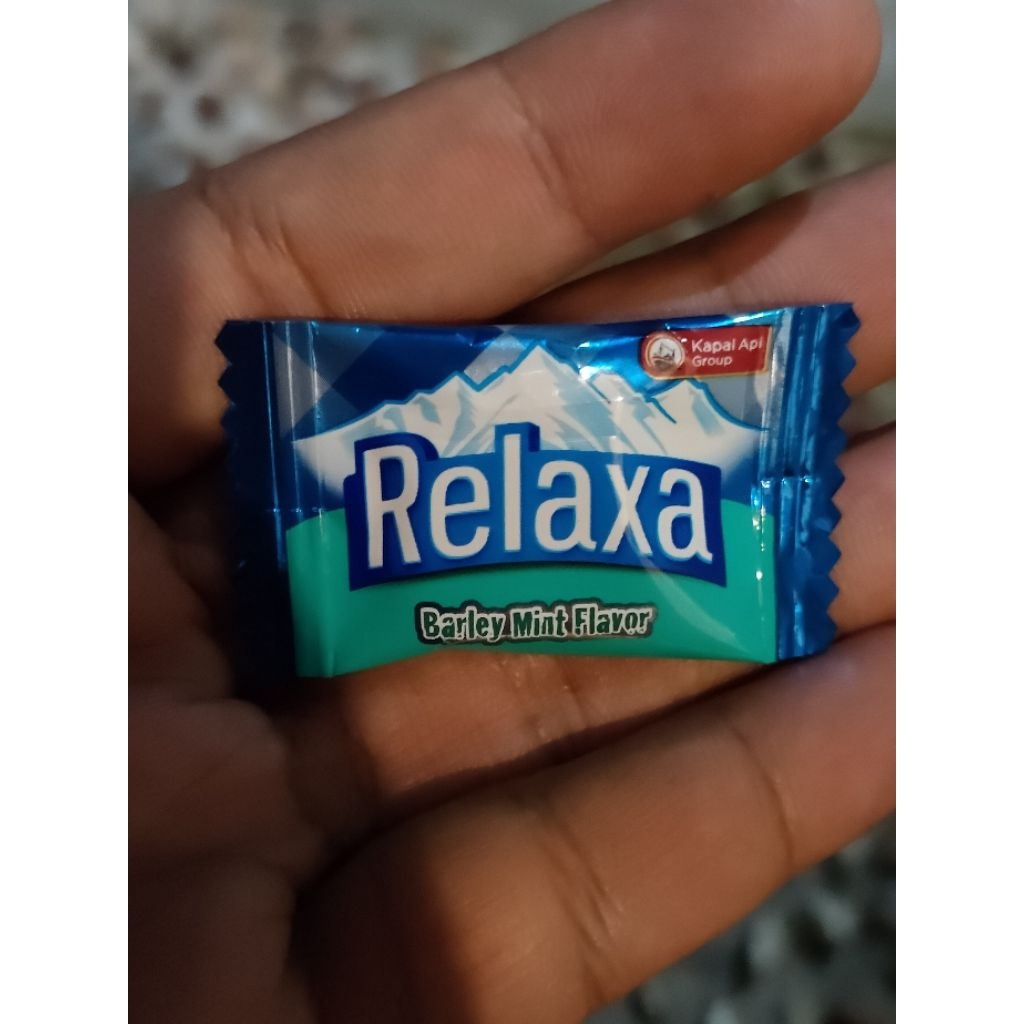 Kapal Api
Group
Relaxa
Barley Mint Flavor